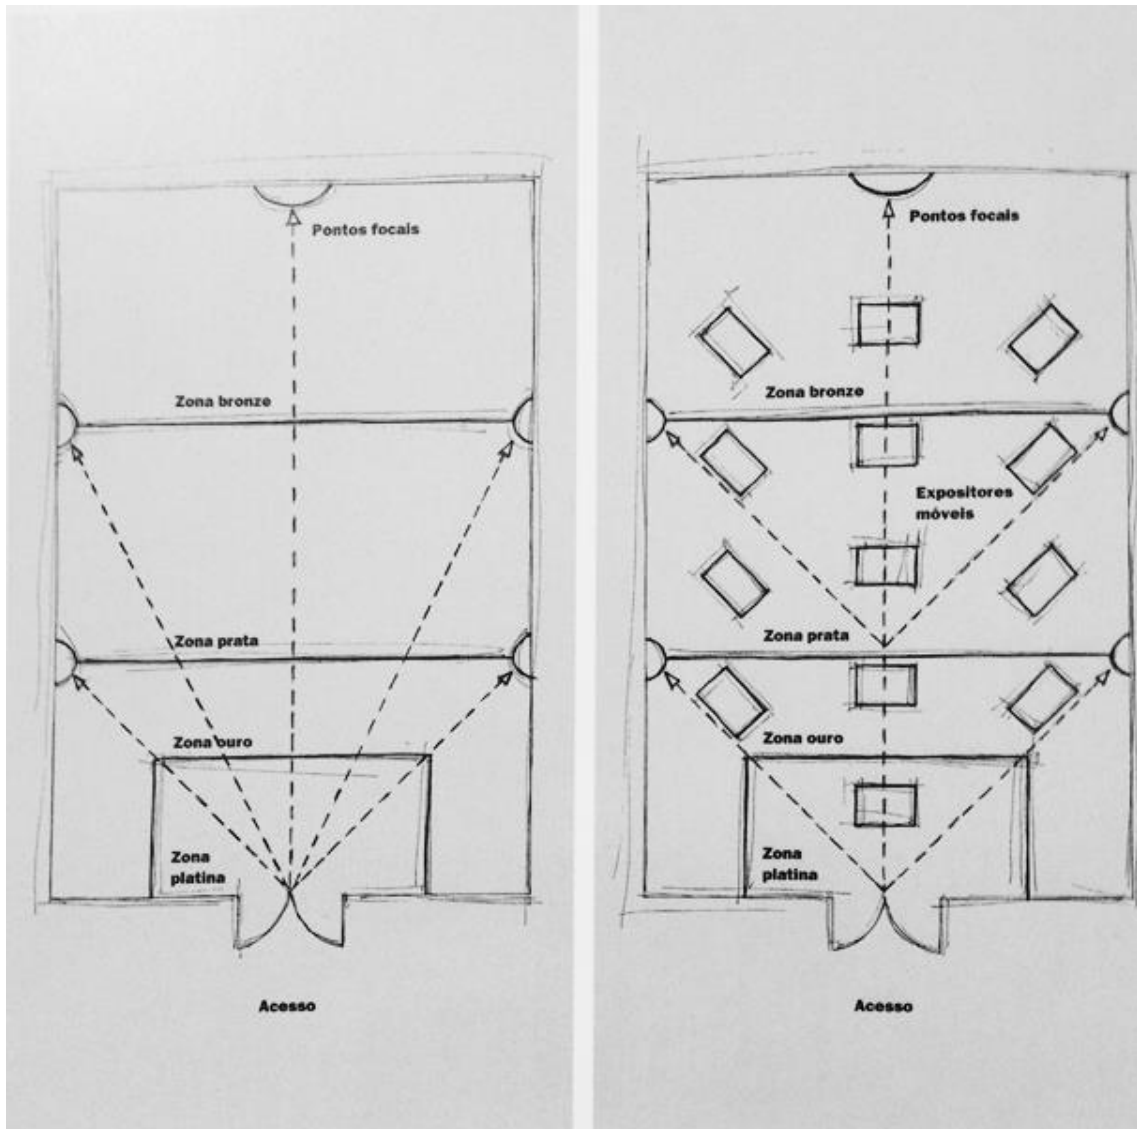 Pontos focais
Zona bronze
Zona prata
Zona ouro
Zona
platina
Acesso
Pontos focais
Zona bronze
Expositores
móveis
Zona prata
Zona ouro
Zona
platina
Acesso